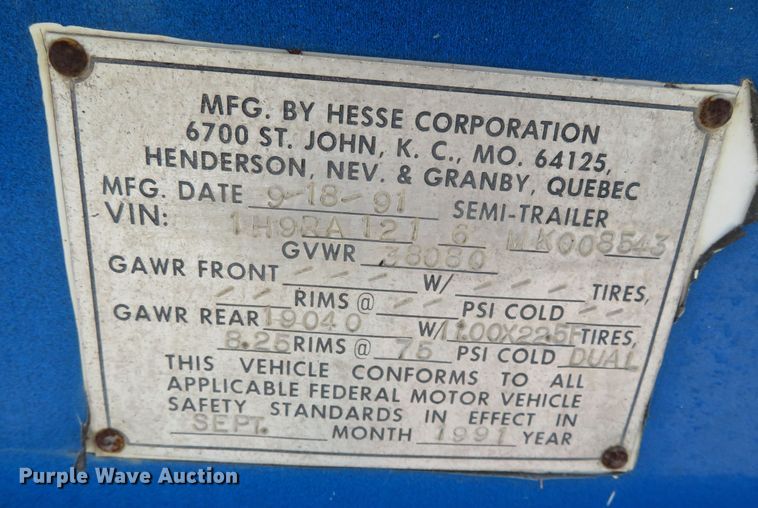 MFG. BY HESSE CORPORATION
6700 ST. JOHN, K. C., MO. 64125,
HENDERSON, NEV. & GRANBY, QUEBEC
MFG. DATE 9-18-91 SEMI-TRAILER
VIN: 1H9BA121 6 MK008543
GVWR 38080
GAWR FRONT --- W/ --- TIRES,
-- RIMS @ -- PSI COLD --
GAWR REAR 19040 W/ 11.00X22.5F TIRES,
8.25 RIMS @ 75 PSI COLD DUAL
THIS VEHICLE CONFORMS TO ALL
APPLICABLE FEDERAL MOTOR VEHICLE
SAFETY STANDARDS IN EFFECT IN
SEPT. MONTH 1991 YEAR
Purple Wave Auction